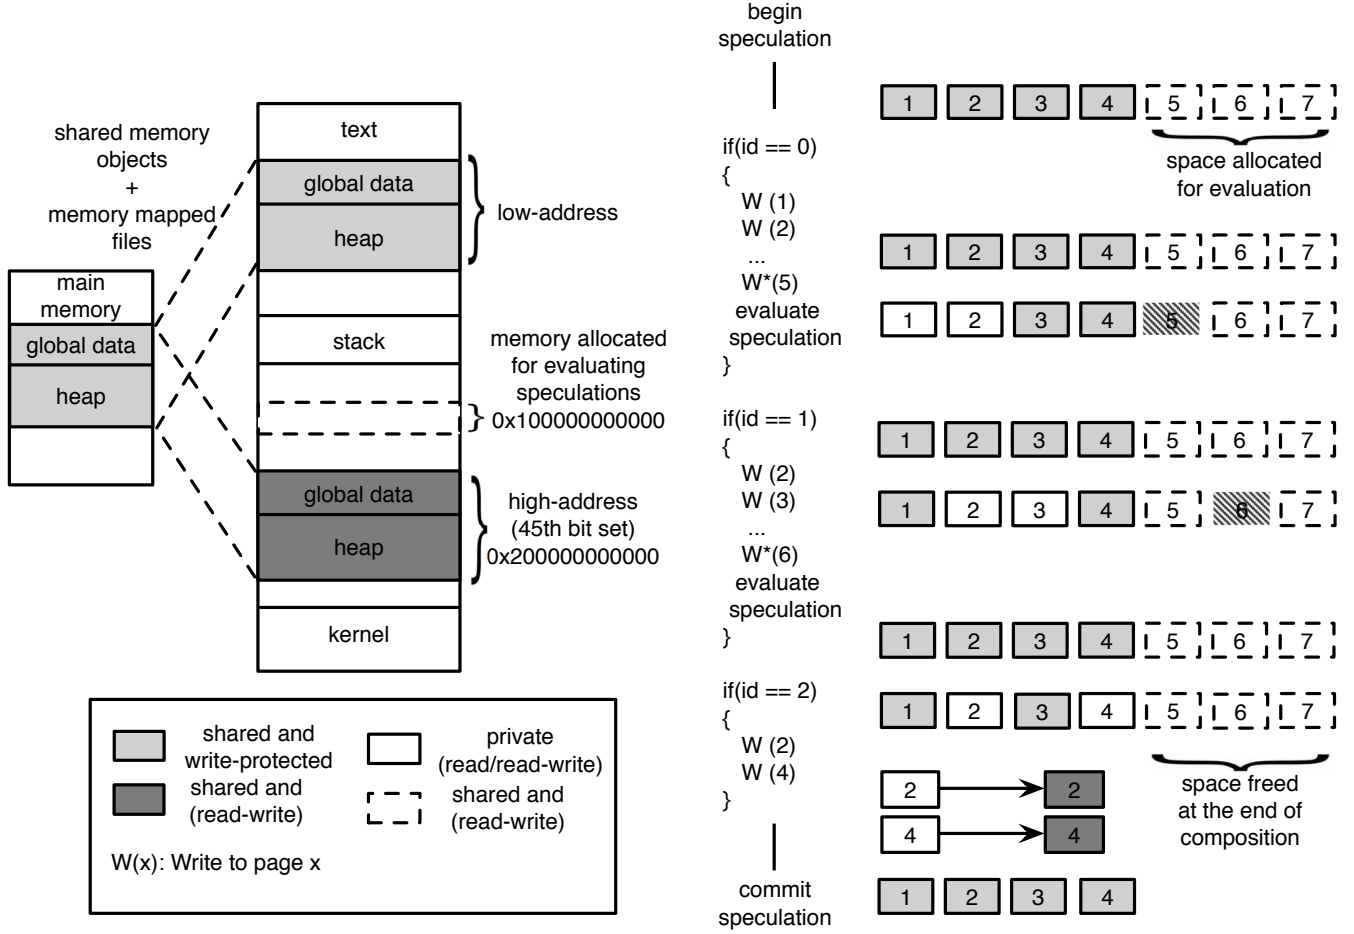 shared memory
objects
+
memory mapped
files
main
memory
global data
heap
text
global data
heap
low-address
stack
memory allocated
for evaluating
speculations
0x100000000000
global data
heap
high-address
(45th bit set)
0x200000000000
kernel
shared and
write-protected
shared and
(read-write)
private
(read/read-write)
shared and
(read-write)
W(x): Write to page x
begin
speculation
1 2 3 4 5 6 7
space allocated
for evaluation
if(id == 0)
{
W (1)
W (2)
...
W*(5)
evaluate
speculation
}
1 2 3 4 5 6 7
1 2 3 4 5 6 7
if(id == 1)
{
W (2)
W (3)
...
W*(6)
evaluate
speculation
}
1 2 3 4 5 6 7
1 2 3 4 5 6 7
if(id == 2)
{
W (2)
W (4)
}
1 2 3 4 5 6 7
1 2 3 4 5 6 7
2 2
4 4
space freed
at the end of
composition
commit
speculation
1 2 3 4